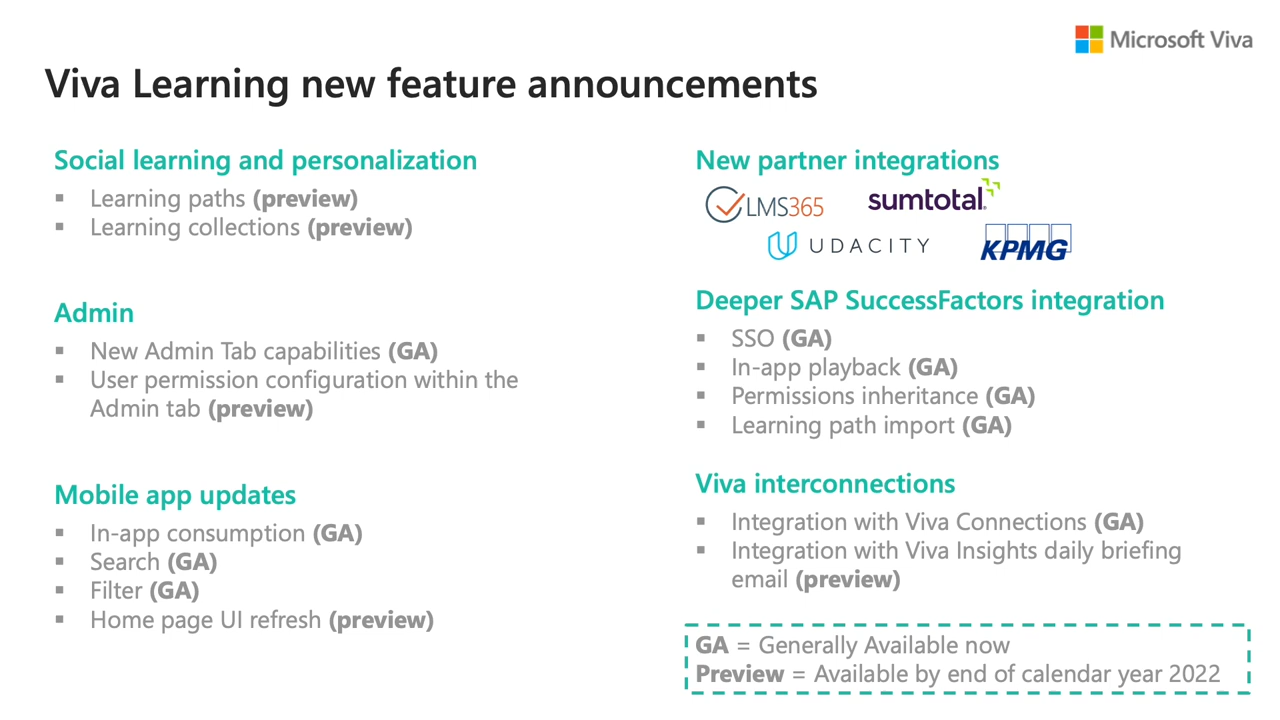 Microsoft Viva
Viva Learning new feature announcements
Social learning and personalization
▪ Learning paths (preview)
▪ Learning collections (preview)
Admin
▪ New Admin Tab capabilities (GA)
▪ User permission configuration within the
Admin tab (preview)
Mobile app updates
▪ In-app consumption (GA)
▪ Search (GA)
▪ Filter (GA)
▪ Home page UI refresh (preview)
New partner integrations
LMS365
sumtotal®
UDACITY
KPMG
Deeper SAP SuccessFactors integration
▪ SSO (GA)
▪ In-app playback (GA)
▪ Permissions inheritance (GA)
▪ Learning path import (GA)
Viva interconnections
▪ Integration with Viva Connections (GA)
▪ Integration with Viva Insights daily briefing
email (preview)
GA = Generally Available now
Preview = Available by end of calendar year 2022